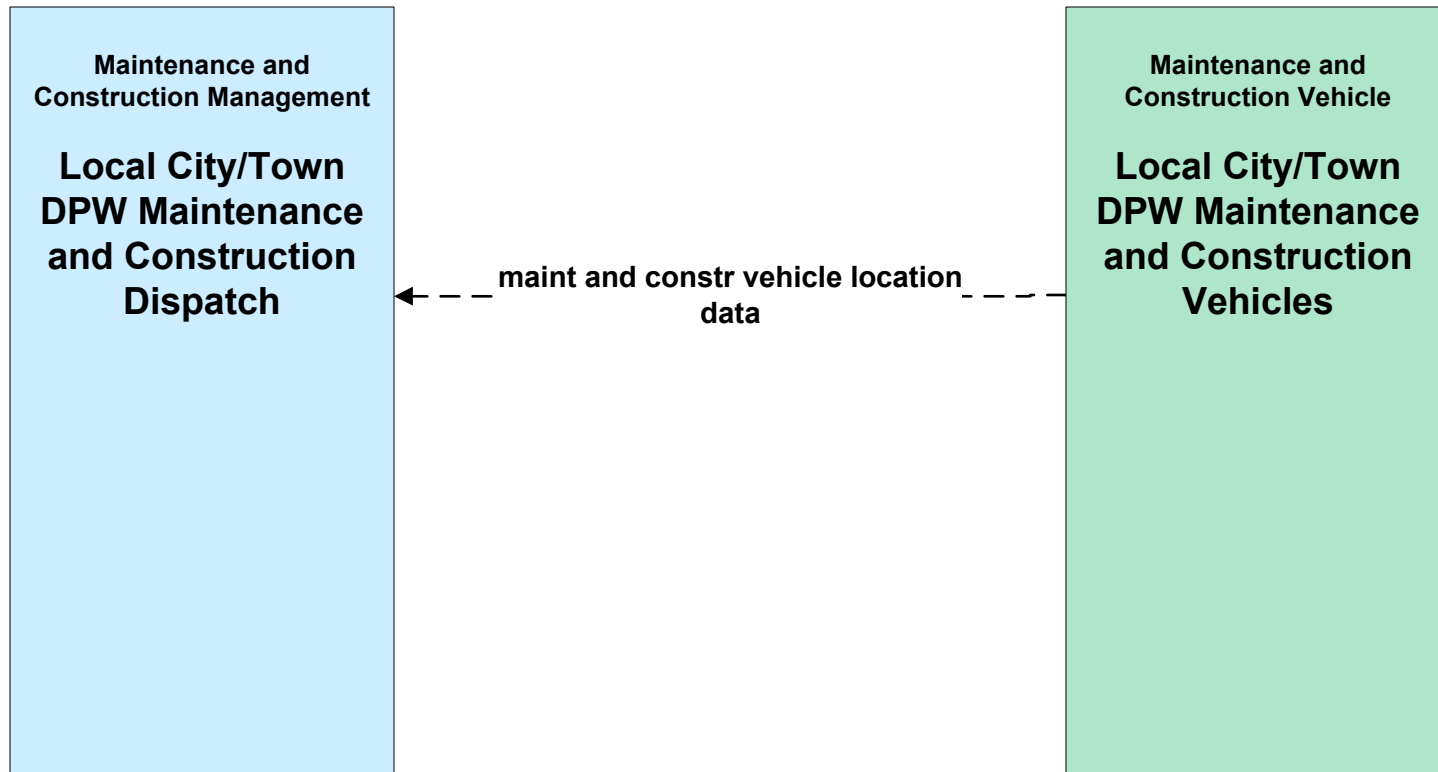 Maintenance and
Construction Management
Local City/Town
DPW Maintenance
and Construction
Dispatch
maint and constr vehicle location
data
Maintenance and
Construction Vehicle
Local City/Town
DPW Maintenance
and Construction
Vehicles